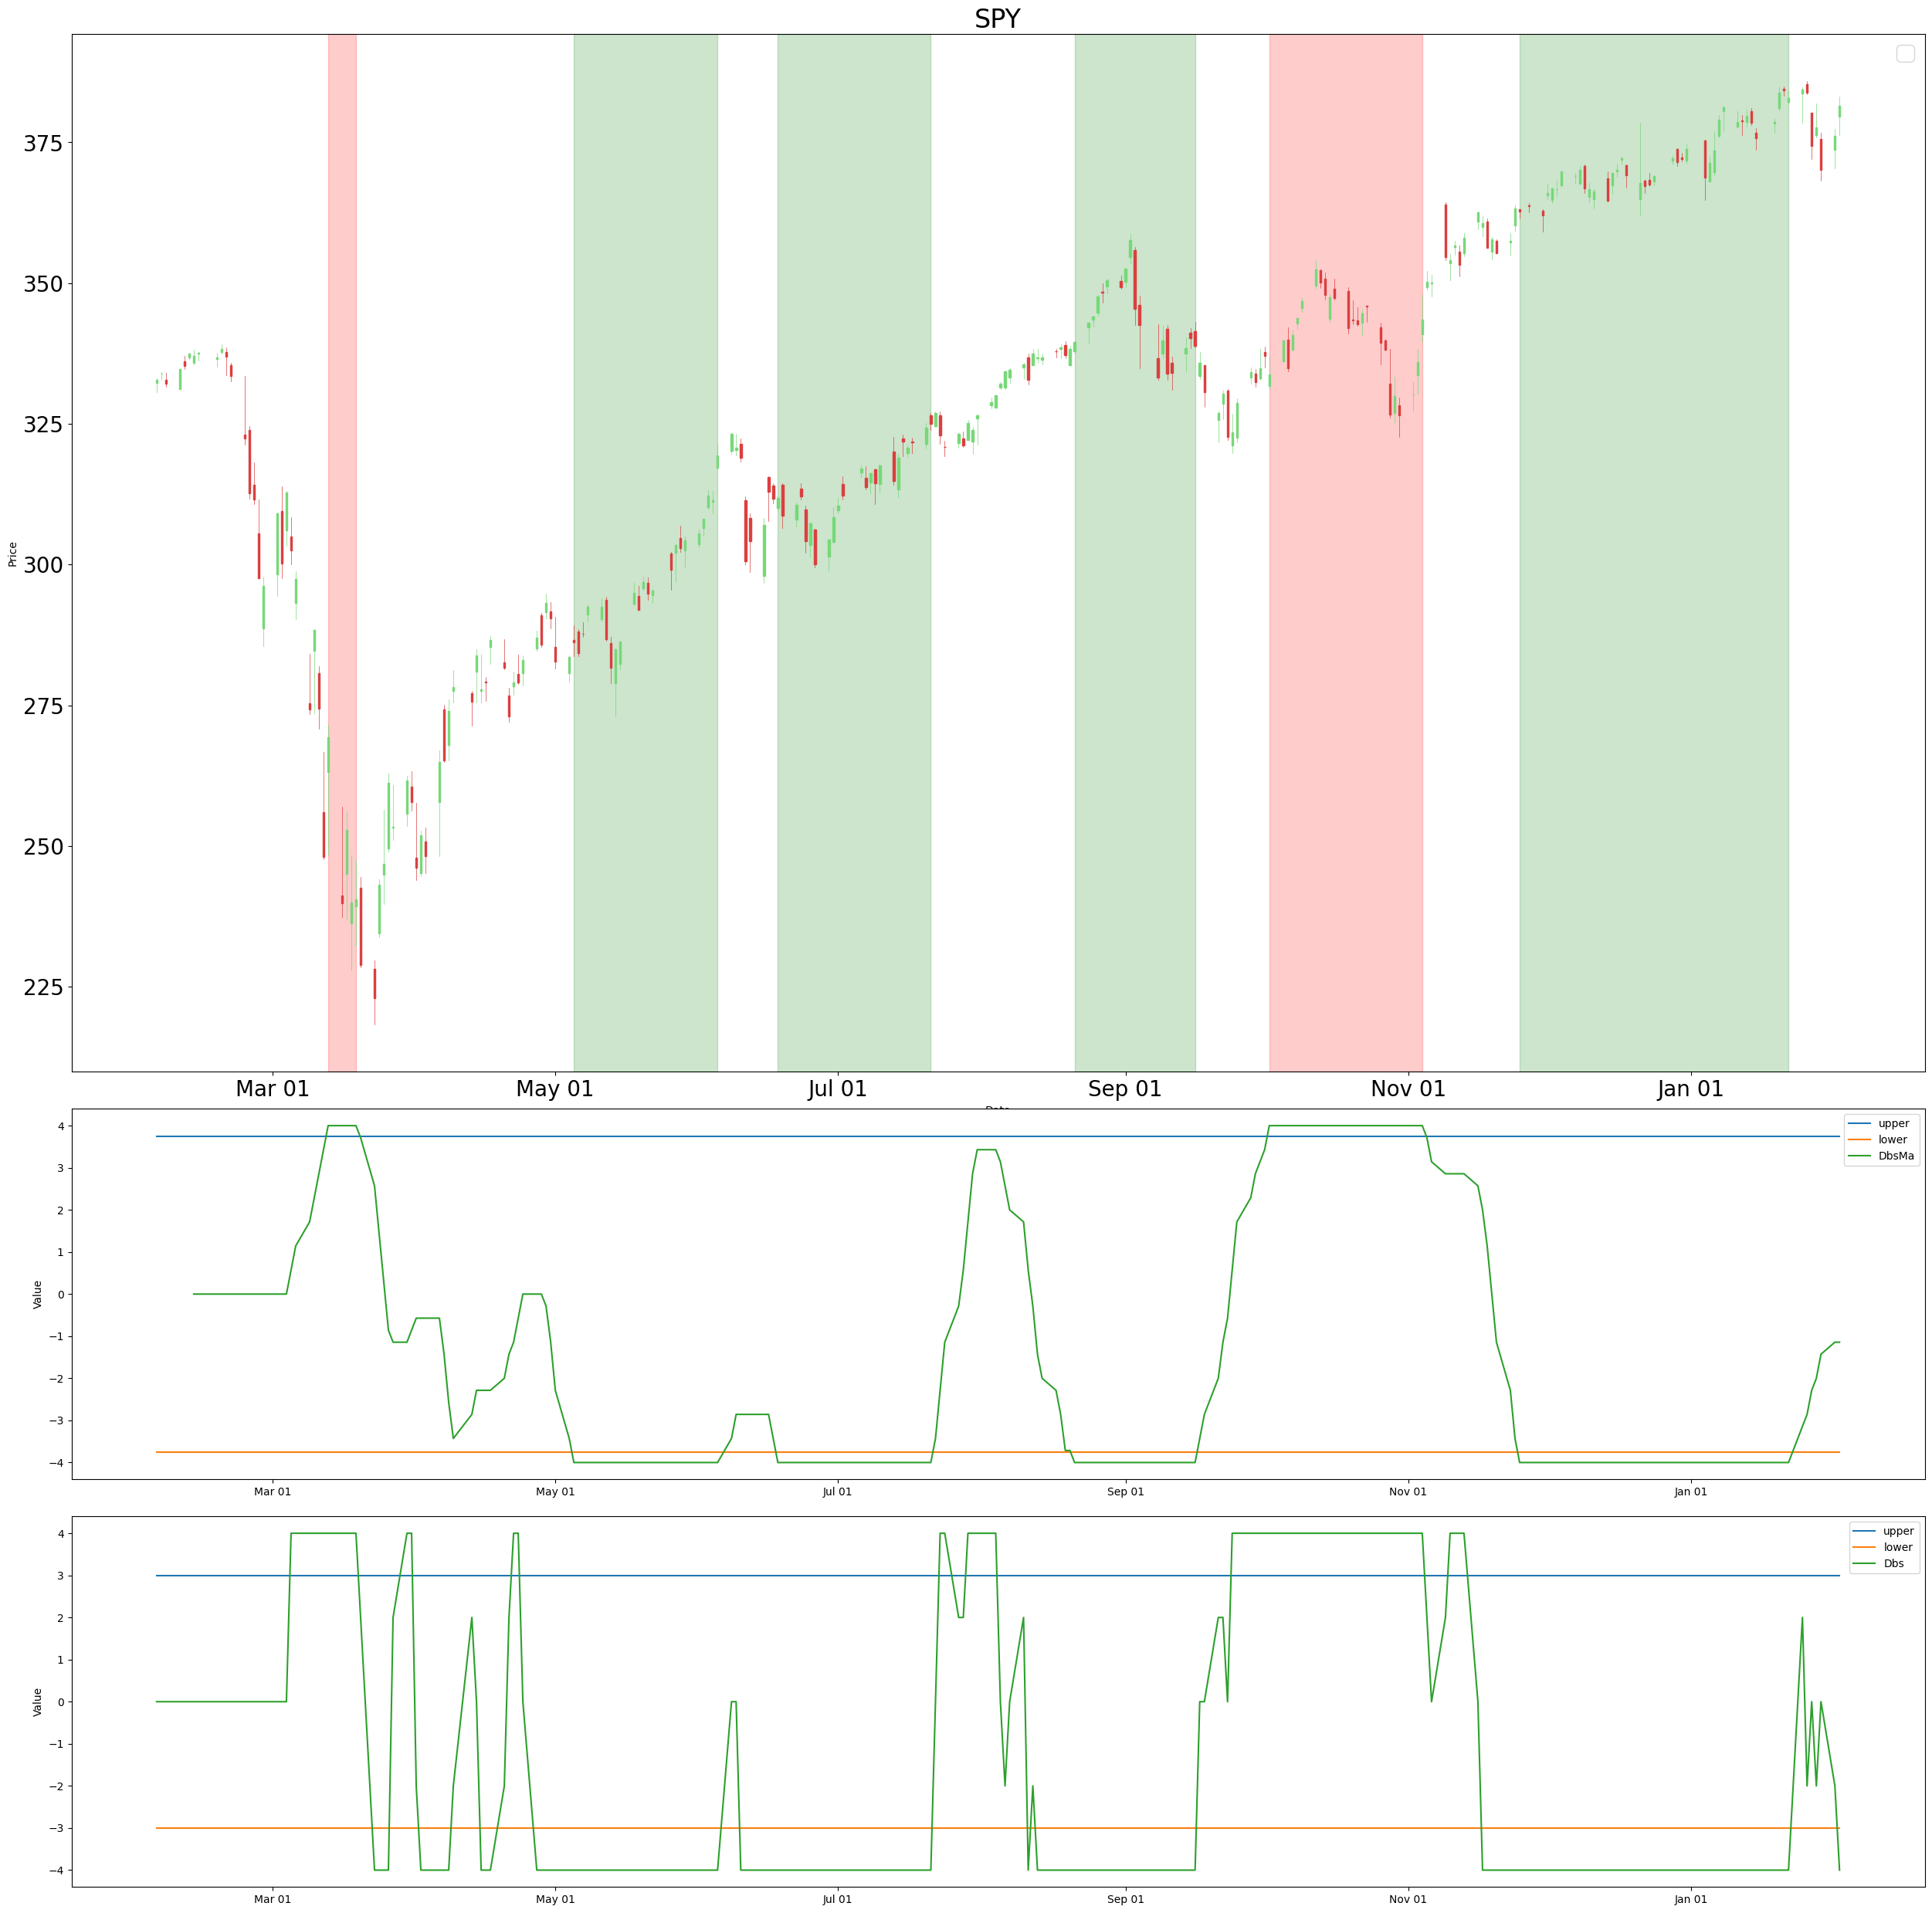 SPY
375
350
325
300
275
250
225
Price
Mar 01 May 01 Jul 01 Sep 01 Nov 01 Jan 01
Date
4
3
2
1
0
−1
−2
−3
−4
Value
upper
lower
DbsMa
Mar 01 May 01 Jul 01 Sep 01 Nov 01 Jan 01
4
3
2
1
0
−1
−2
−3
−4
Value
upper
lower
Dbs
Mar 01 May 01 Jul 01 Sep 01 Nov 01 Jan 01